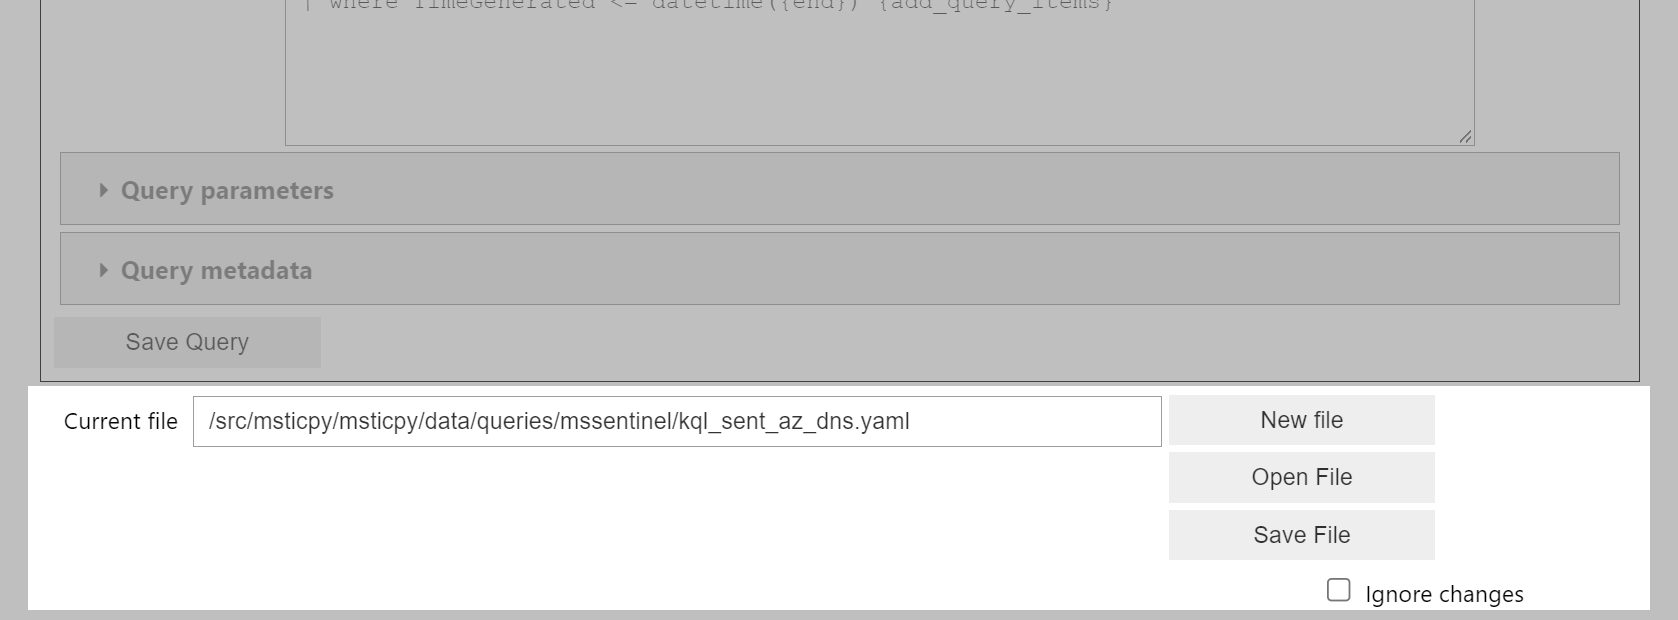 | where TimeGenerated <= datetime({end}) {add_query_items}
Query parameters
Query metadata
Save Query
Current file /src/msticpy/msticpy/data/queries/mssentinel/kql_sent_az_dns.yaml New file
Open File
Save File
Ignore changes